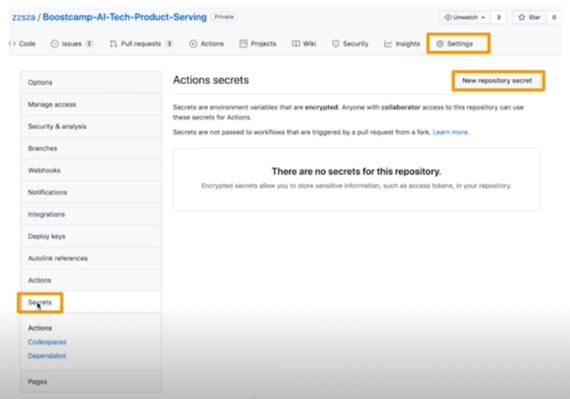 zzsza / Boostcamp-AI-Tech-Product-Serving Private
Unwatch 3 Star 0
Code Issues 2 Pull requests 3 Actions Projects Wiki Security Insights Settings
Options
Manage access
Security & analysis
Branches
Webhooks
Notifications
Integrations
Deploy keys
Autolink references
Actions
Secrets
Actions
Codespaces
Dependabot
Pages
Actions secrets
New repository secret
Secrets are environment variables that are encrypted. Anyone with collaborator access to this repository can use
these secrets for Actions.
Secrets are not passed to workflows that are triggered by a pull request from a fork. Learn more.
There are no secrets for this repository.
Encrypted secrets allow you to store sensitive information, such as access tokens, in your repository.